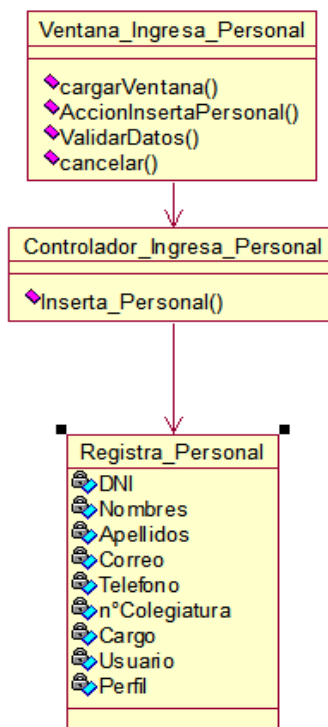 Ventana_Ingresa_Personal
cargarVentana()
AccionInsertaPersonal()
ValidarDatos()
cancelar()
Controlador_Ingresa_Personal
Inserta_Personal()
Registra_Personal
DNI
Nombres
Apellidos
Correo
Telefono
n°Colegiatura
Cargo
Usuario
Perfil